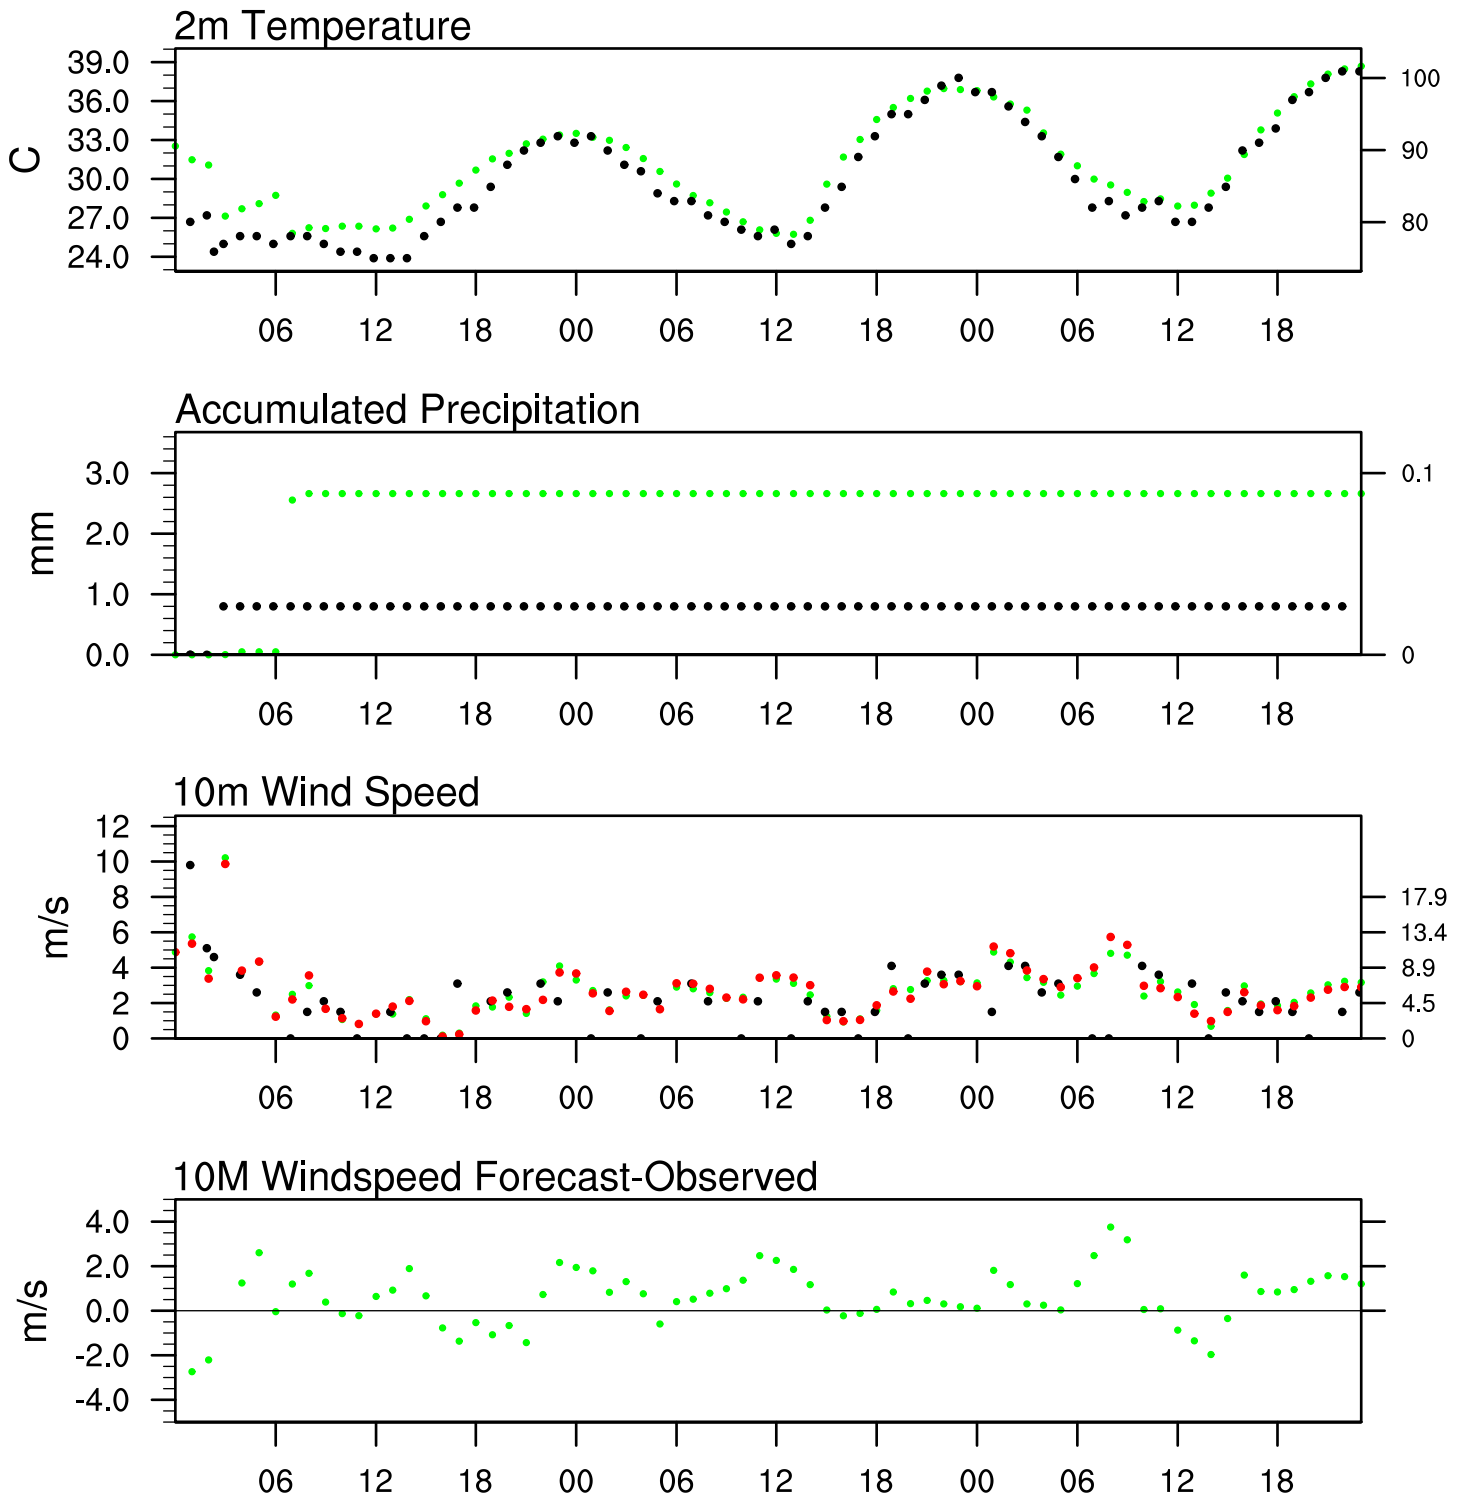 2m Temperature
39.0
36.0
33.0
30.0
27.0
24.0
C
100
90
80
06 12 18 00 06 12 18 00 06 12 18
Accumulated Precipitation
3.0
2.0
1.0
0.0
mm
0.1
0
06 12 18 00 06 12 18 00 06 12 18
10m Wind Speed
12
10
8
6
4
2
0
m/s
17.9
13.4
8.9
4.5
0
06 12 18 00 06 12 18 00 06 12 18
10M Windspeed Forecast-Observed
4.0
2.0
0.0
-2.0
-4.0
m/s
06 12 18 00 06 12 18 00 06 12 18